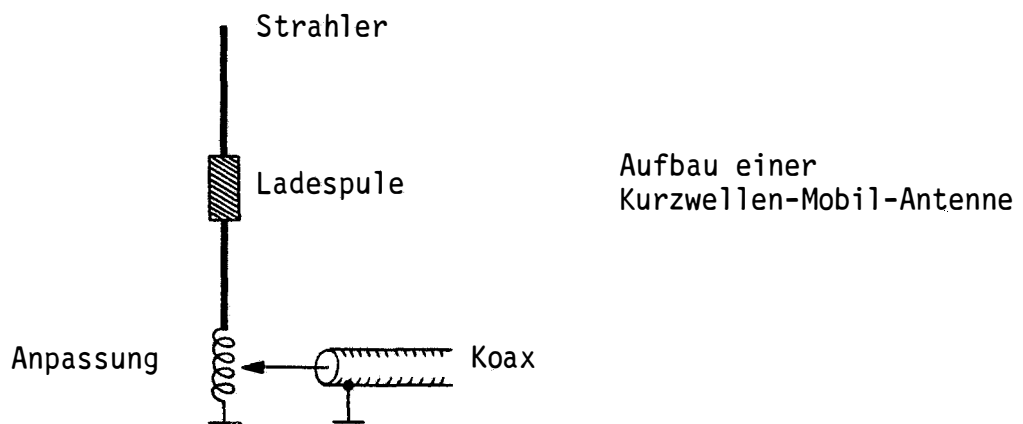 Strahler
Ladespule
Aufbau einer
Kurzwellen-Mobil-Antenne
Anpassung
Koax